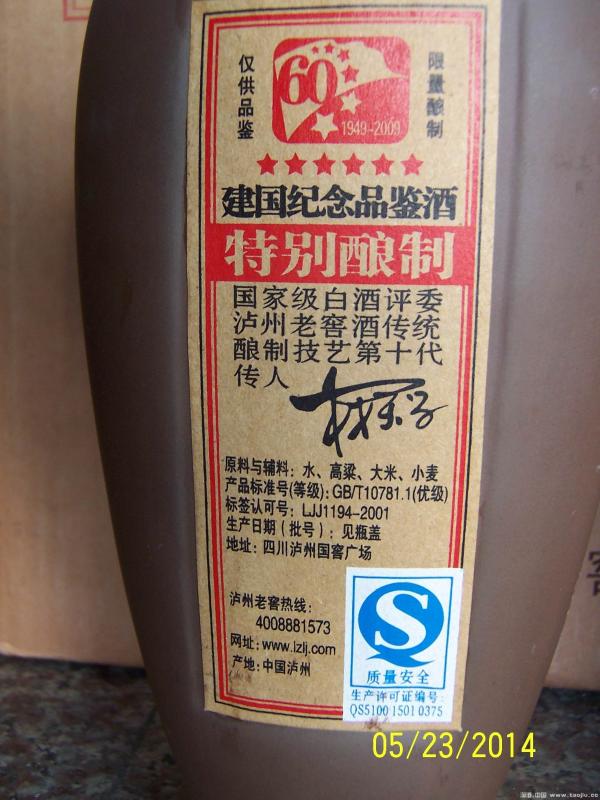 仅供品鉴
60
1949-2009
限量酿制
建国纪念品鉴酒
特别酿制
国家级白酒评委
泸州老窖酒传统
酿制技艺第十代
传人
原料与辅料：水、高粱、大米、小麦
产品标准号(等级)：GB/T10781.1(优级)
标签认可号：LJJ1194-2001
生产日期（批号）：见瓶盖
地址：四川泸州国窖广场
泸州老窖热线：
4008881573
网址：www.lzlj.com
产地：中国泸州
S
质量安全
生产许可证编号：
QS5100 1501 0375
05/23/2014